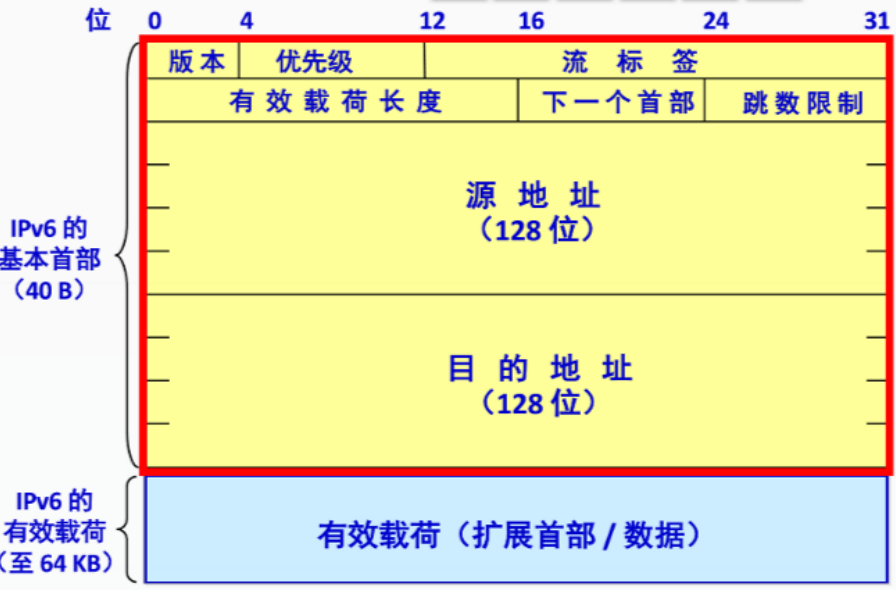 位 0 4 12 16 24 31
版本 优先级 流标签
有效载荷长度 下一个首部 跳数限制
源地址
（128 位）
IPv6 的
基本首部
（40 B）
目的地址
（128 位）
IPv6 的
有效载荷
（至 64 KB）
有效载荷（扩展首部 / 数据）